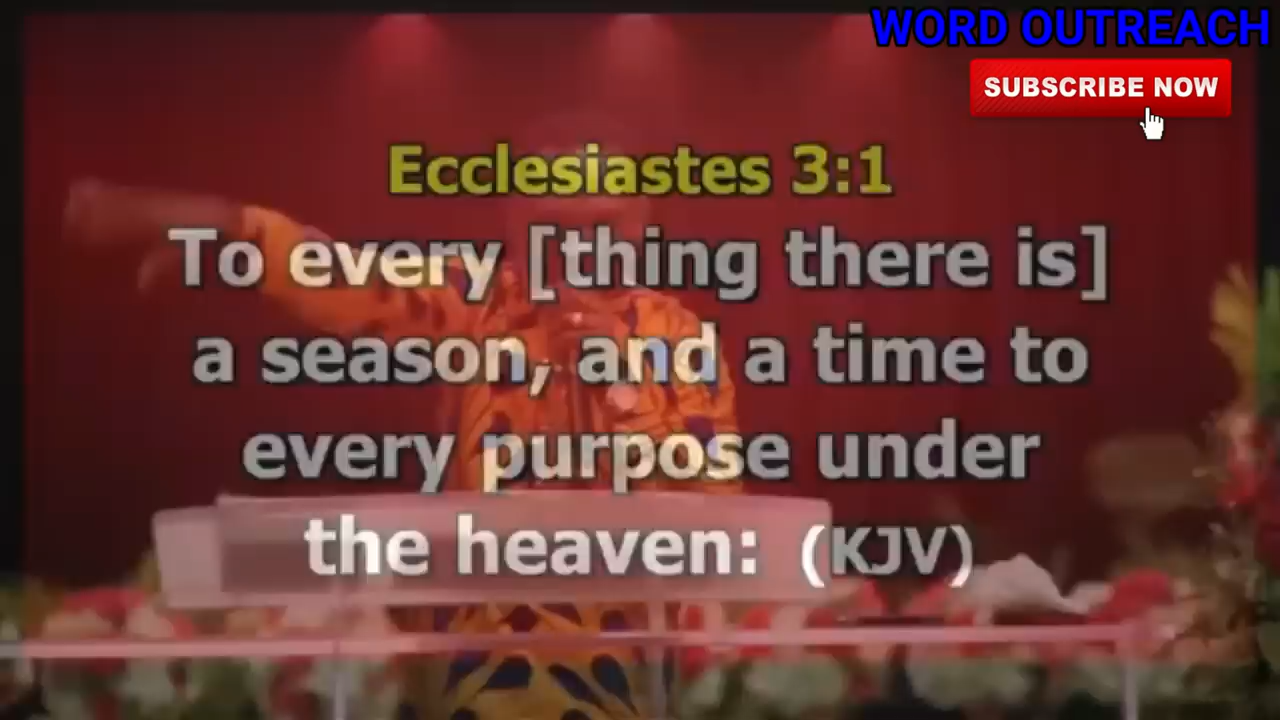 WORD OUTREACH
SUBSCRIBE NOW
Ecclesiastes 3:1
To every [thing there is]
a season, and a time to
every purpose under
the heaven: (KJV)